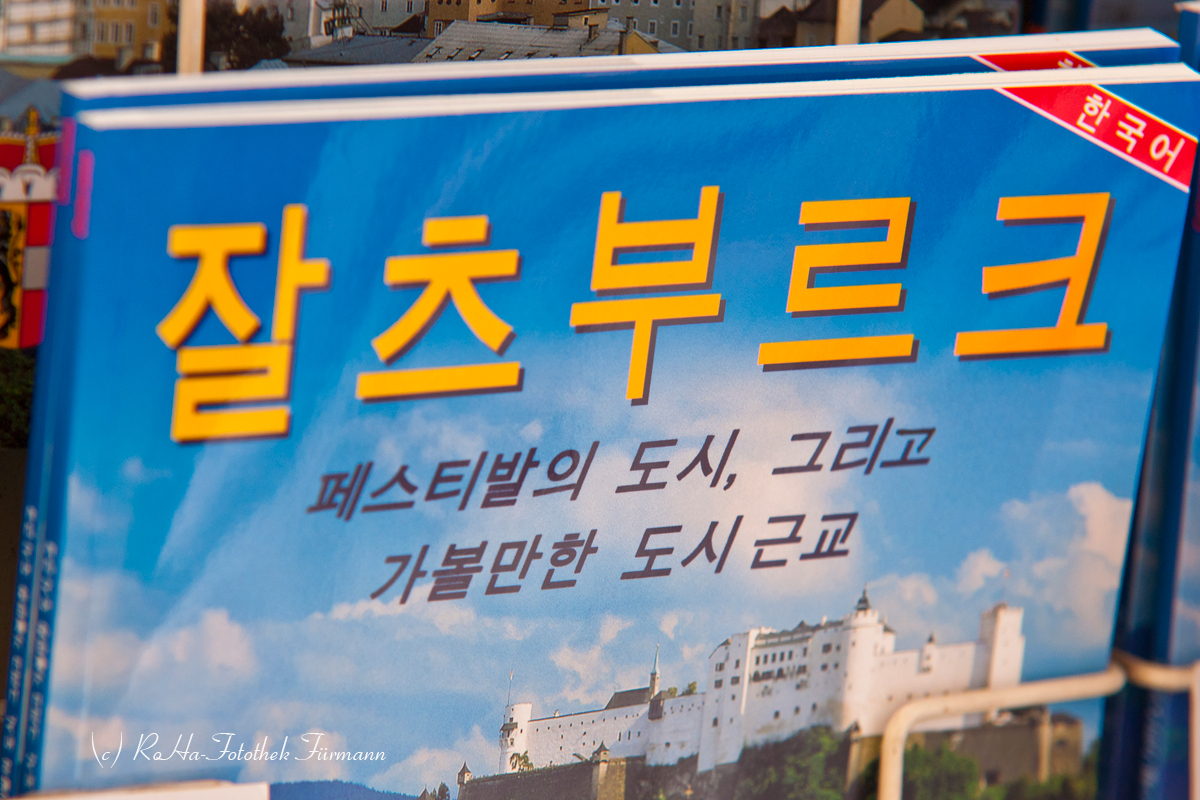 한국어
잘츠부르크
페스티발의 도시, 그리고
가볼만한 도시근교
(c) RaHa-Fotothek Fürmann